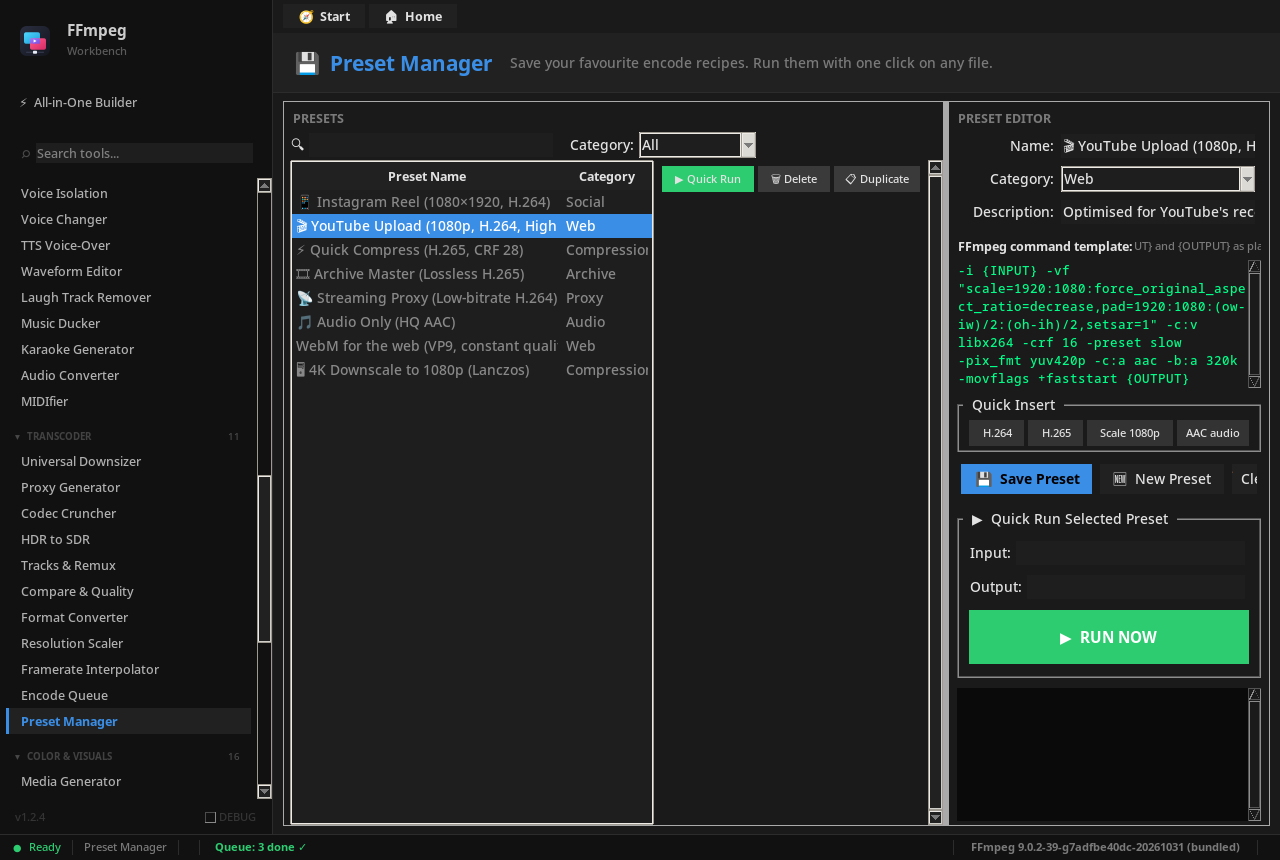 FFmpeg
Workbench
⚡ All-in-One Builder
Search tools...
Voice Isolation
Voice Changer
TTS Voice-Over
Waveform Editor
Laugh Track Remover
Music Ducker
Karaoke Generator
Audio Converter
MIDIfier
TRANSCODER 11
Universal Downsizer
Proxy Generator
Codec Cruncher
HDR to SDR
Tracks & Remux
Compare & Quality
Format Converter
Resolution Scaler
Framerate Interpolator
Encode Queue
Preset Manager
COLOR & VISUALS 16
Media Generator
v1.2.4 DEBUG
Start Home
Preset Manager Save your favourite encode recipes. Run them with one click on any file.
PRESETS
Category: All
Preset Name Category
Instagram Reel (1080×1920, H.264) Social
YouTube Upload (1080p, H.264, High Web
⚡ Quick Compress (H.265, CRF 28) Compression
Archive Master (Lossless H.265) Archive
Streaming Proxy (Low-bitrate H.264) Proxy
Audio Only (HQ AAC) Audio
WebM for the web (VP9, constant quali Web
4K Downscale to 1080p (Lanczos) Compression
▶ Quick Run Delete Duplicate
PRESET EDITOR
Name: YouTube Upload (1080p, H
Category: Web
Description: Optimised for YouTube's rec
FFmpeg command template: UT} and {OUTPUT} as pla
-i {INPUT} -vf
"scale=1920:1080:force_original_aspe
ct_ratio=decrease,pad=1920:1080:(ow-
iw)/2:(oh-ih)/2,setsar=1" -c:v
libx264 -crf 16 -preset slow
-pix_fmt yuv420p -c:a aac -b:a 320k
-movflags +faststart {OUTPUT}
Quick Insert
H.264 H.265 Scale 1080p AAC audio
Save Preset New Preset Cle
▶ Quick Run Selected Preset
Input:
Output:
▶ RUN NOW
● Ready Preset Manager Queue: 3 done ✓ FFmpeg 9.0.2-39-g7adfbe40dc-20261031 (bundled)